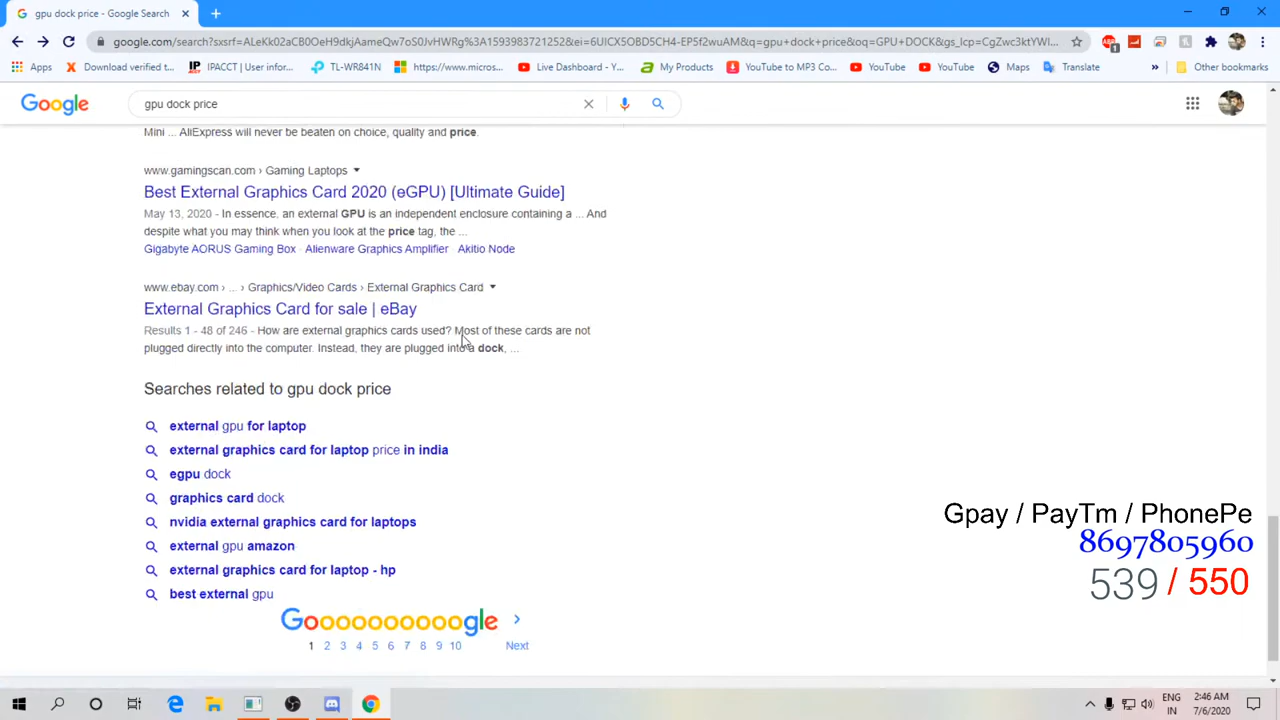 gpu dock price - Google Search
google.com/search?sxsrf=ALeKk02aCB0OeH9dkjAameQw7oS0JvHWRg%3A1593983721252&ei=6UICX5OBD5CH4-EP5f2wuAM&q=gpu+dock+price&oq=GPU+DOCK&gs_lcp=CgZwc3ktYWI...
Apps Download verified t... IPACCT | User infor... TL-WR841N https://www.micros... Live Dashboard - Y... My Products YouTube to MP3 Co... YouTube YouTube Maps Translate » Other bookmarks
Google gpu dock price
Mini ... AliExpress will never be beaten on choice, quality and price.
www.gamingscan.com › Gaming Laptops
Best External Graphics Card 2020 (eGPU) [Ultimate Guide]
May 13, 2020 - In essence, an external GPU is an independent enclosure containing a ... And
despite what you may think when you look at the price tag, the ...
Gigabyte AORUS Gaming Box · Alienware Graphics Amplifier · Akitio Node
www.ebay.com › ... › Graphics/Video Cards › External Graphics Card
External Graphics Card for sale | eBay
Results 1 - 48 of 246 - How are external graphics cards used? Most of these cards are not
plugged directly into the computer. Instead, they are plugged into a dock, ...
Searches related to gpu dock price
external gpu for laptop
external graphics card for laptop price in india
egpu dock
graphics card dock
nvidia external graphics card for laptops
external gpu amazon
external graphics card for laptop - hp
best external gpu
Gpay / PayTm / PhonePe
8697805960
539 / 550
Goooooooooogle
1 2 3 4 5 6 7 8 9 10 Next
ENG
IN
2:46 AM
7/6/2020